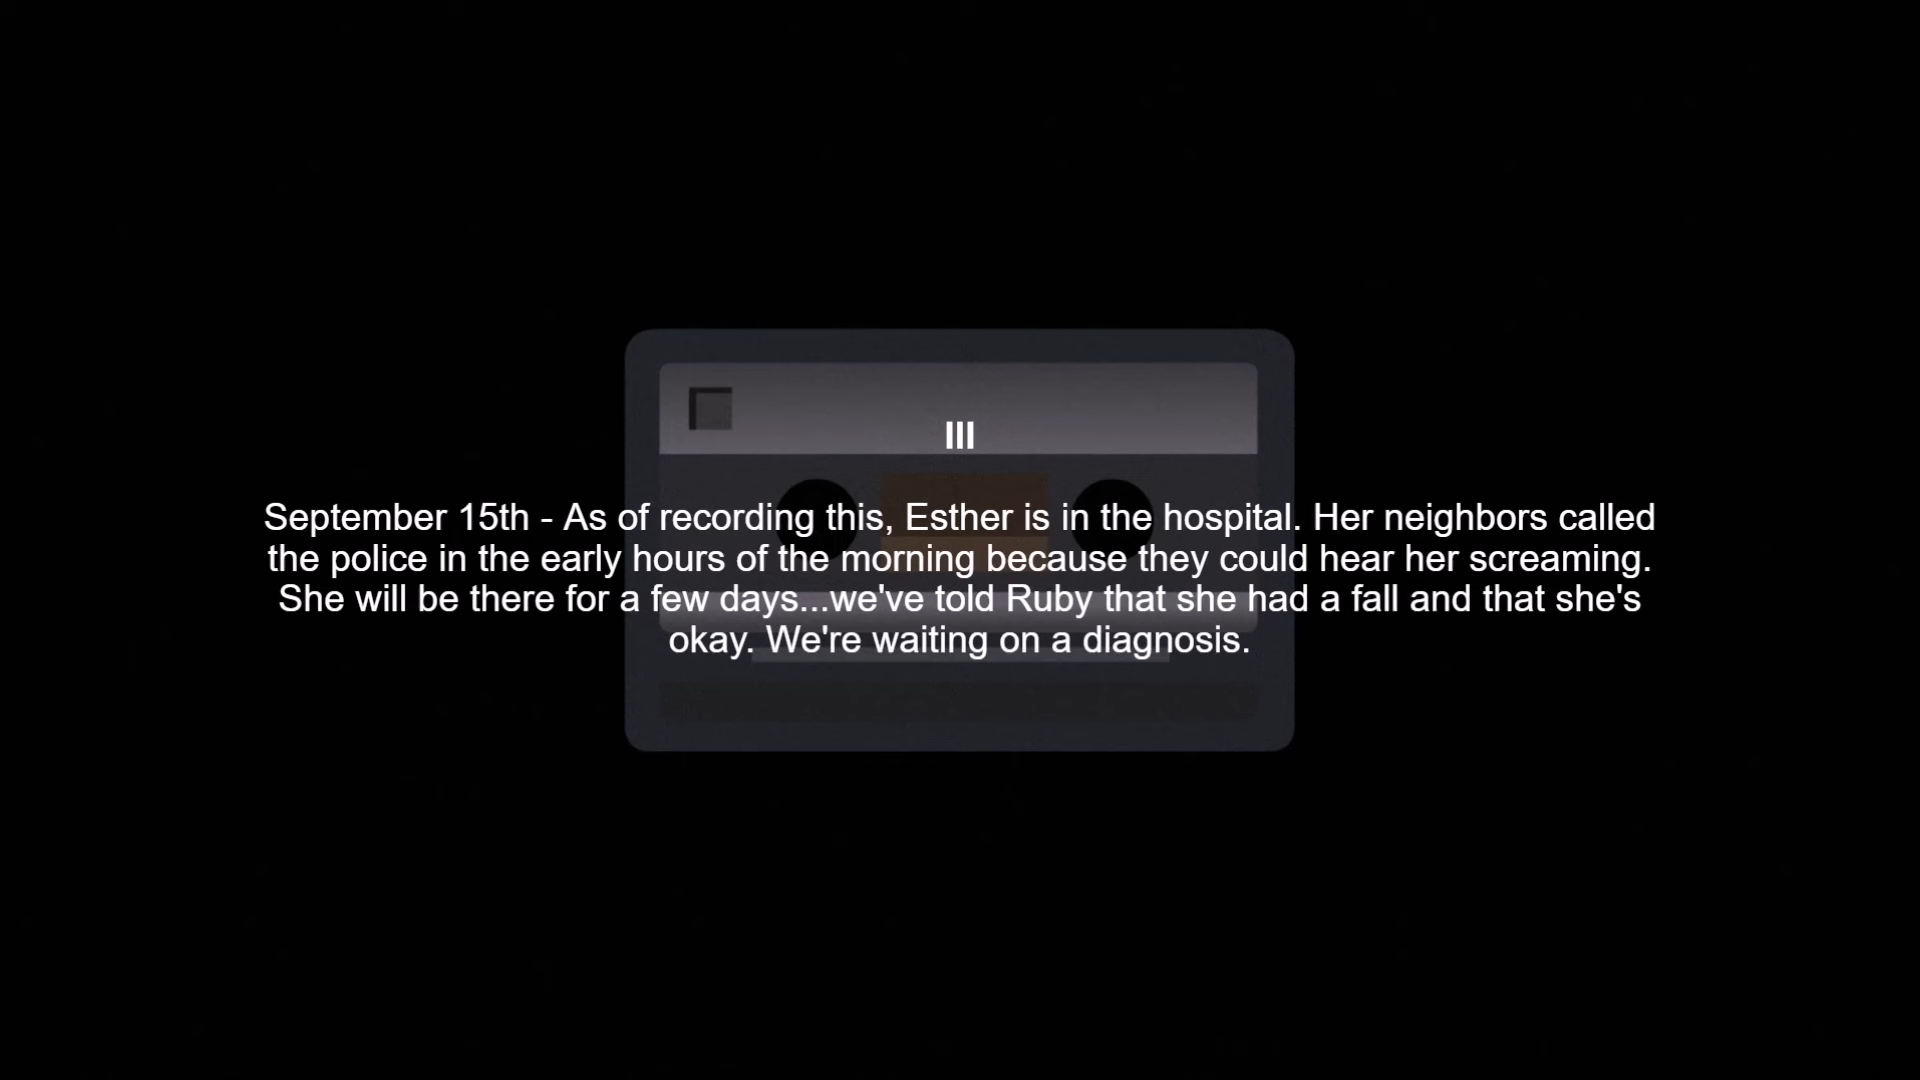 III
September 15th - As of recording this, Esther is in the hospital. Her neighbors called
the police in the early hours of the morning because they could hear her screaming.
She will be there for a few days...we've told Ruby that she had a fall and that she's
okay. We're waiting on a diagnosis.